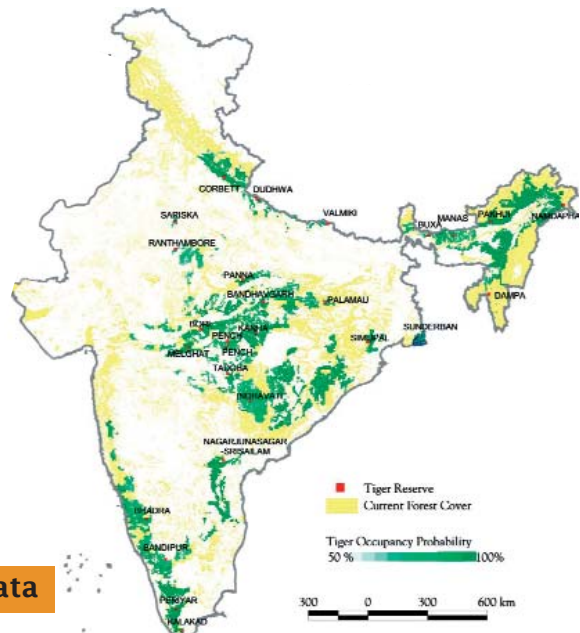 CORBETT
DUDHWA
SARISKA
VALMIKI
RANTHAMBORE
BUXA
MANAS
PAKHUI
NAMDAPHA
PANNA
BANDHAVGARH
PALAMAU
DAMPA
BORI
KANHA
PENCH
SIMLIPAL
SUNDERBAN
MELGHAT
PENCH
TADOBA
INDRAVATI
NAGARJUNASAGAR
-SRISAILAM
BHADRA
BANDIPUR
PERIYAR
KALAKAD
Tiger Reserve
Current Forest Cover
Tiger Occupancy Probability
50 % 100%
300 0 300 600 km
ata